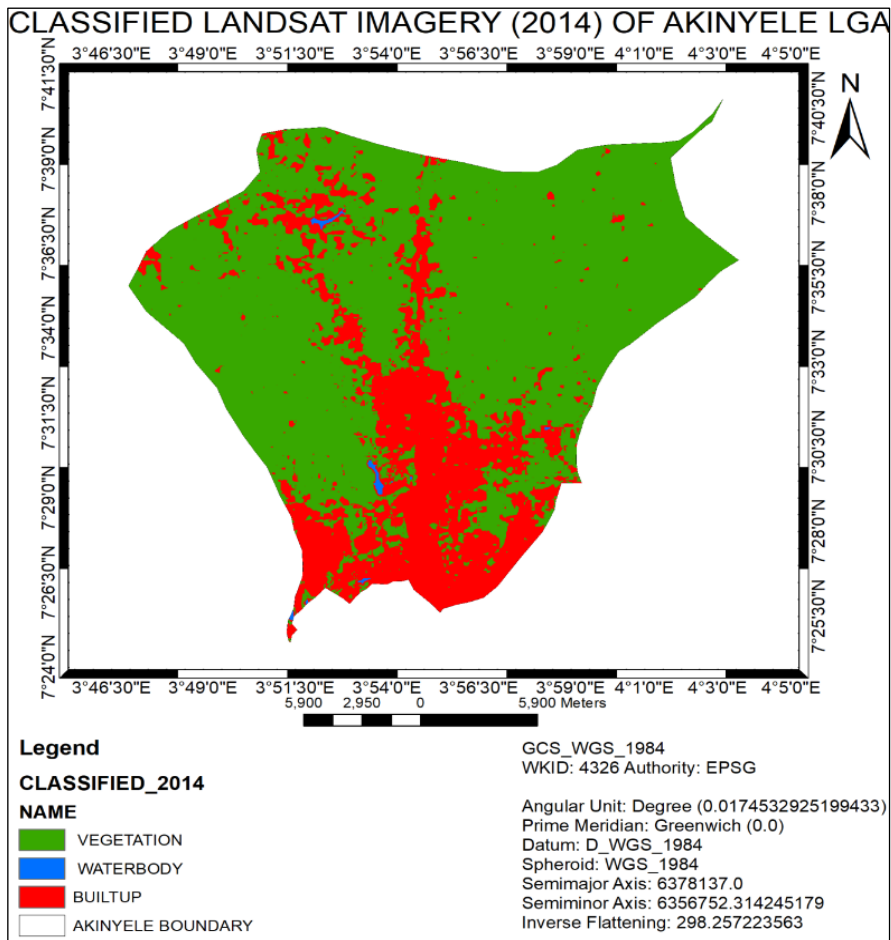 CLASSIFIED LANDSAT IMAGERY (2014) OF AKINYELE LGA
3°46'30"E 3°49'0"E 3°51'30"E 3°54'0"E 3°56'30"E 3°59'0"E 4°1'0"E 4°3'0"E 4°5'0"E
N
7°41'30"N
7°39'0"N
7°36'30"N
7°34'0"N
7°31'30"N
7°29'0"N
7°26'30"N
7°24'0"N
7°40'30"N
7°38'0"N
7°35'30"N
7°33'0"N
7°30'30"N
7°28'0"N
7°25'30"N
3°46'30"E 3°49'0"E 3°51'30"E 3°54'0"E 3°56'30"E 3°59'0"E 4°1'0"E 4°3'0"E 4°5'0"E
5,900 2,950 0 5,900 Meters
Legend
CLASSIFIED_2014
NAME
VEGETATION
WATERBODY
BUILTUP
AKINYELE BOUNDARY
GCS_WGS_1984
WKID: 4326 Authority: EPSG
Angular Unit: Degree (0.0174532925199433)
Prime Meridian: Greenwich (0.0)
Datum: D_WGS_1984
Spheroid: WGS_1984
Semimajor Axis: 6378137.0
Semiminor Axis: 6356752.314245179
Inverse Flattening: 298.257223563